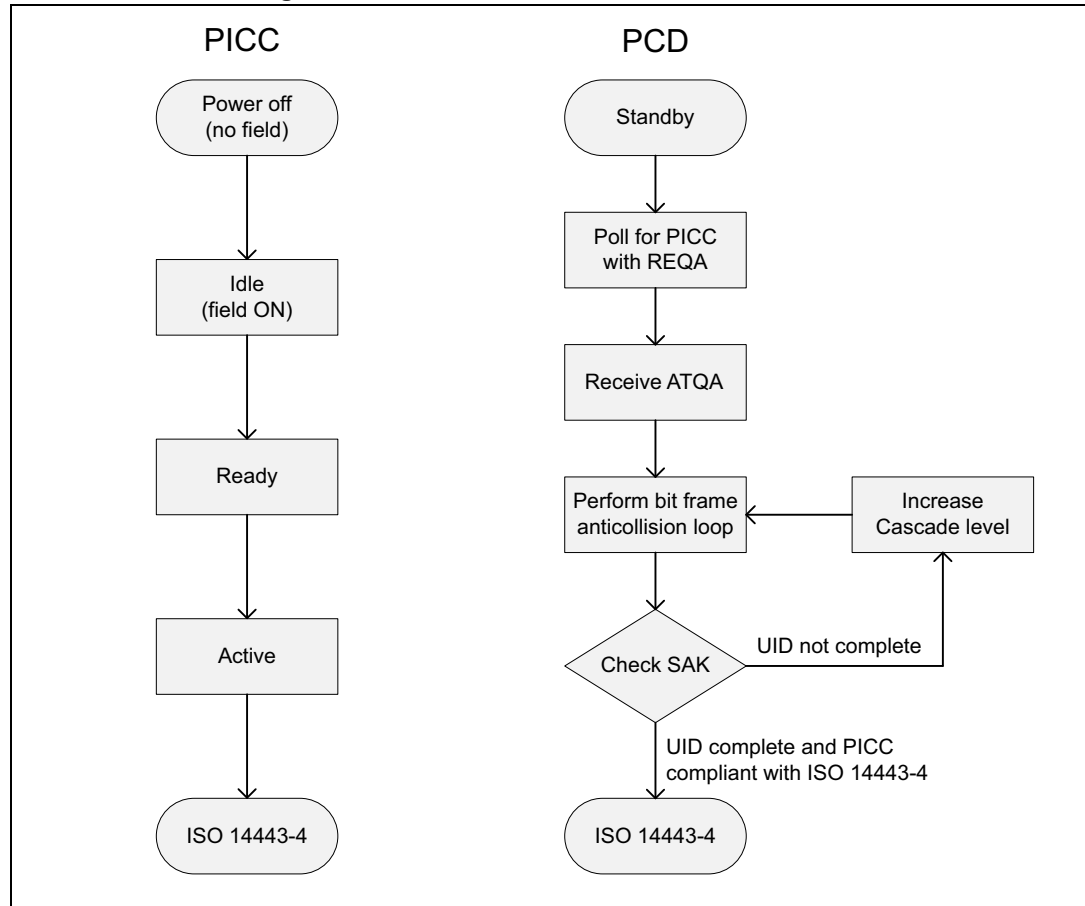 PICC
PCD
Power off
(no field)
Standby
Poll for PICC
with REQA
Idle
(field ON)
Receive ATQA
Ready
Perform bit frame
anticollision loop
Increase
Cascade level
Active
Check SAK
UID not complete
UID complete and PICC
compliant with ISO 14443-4
ISO 14443-4
ISO 14443-4